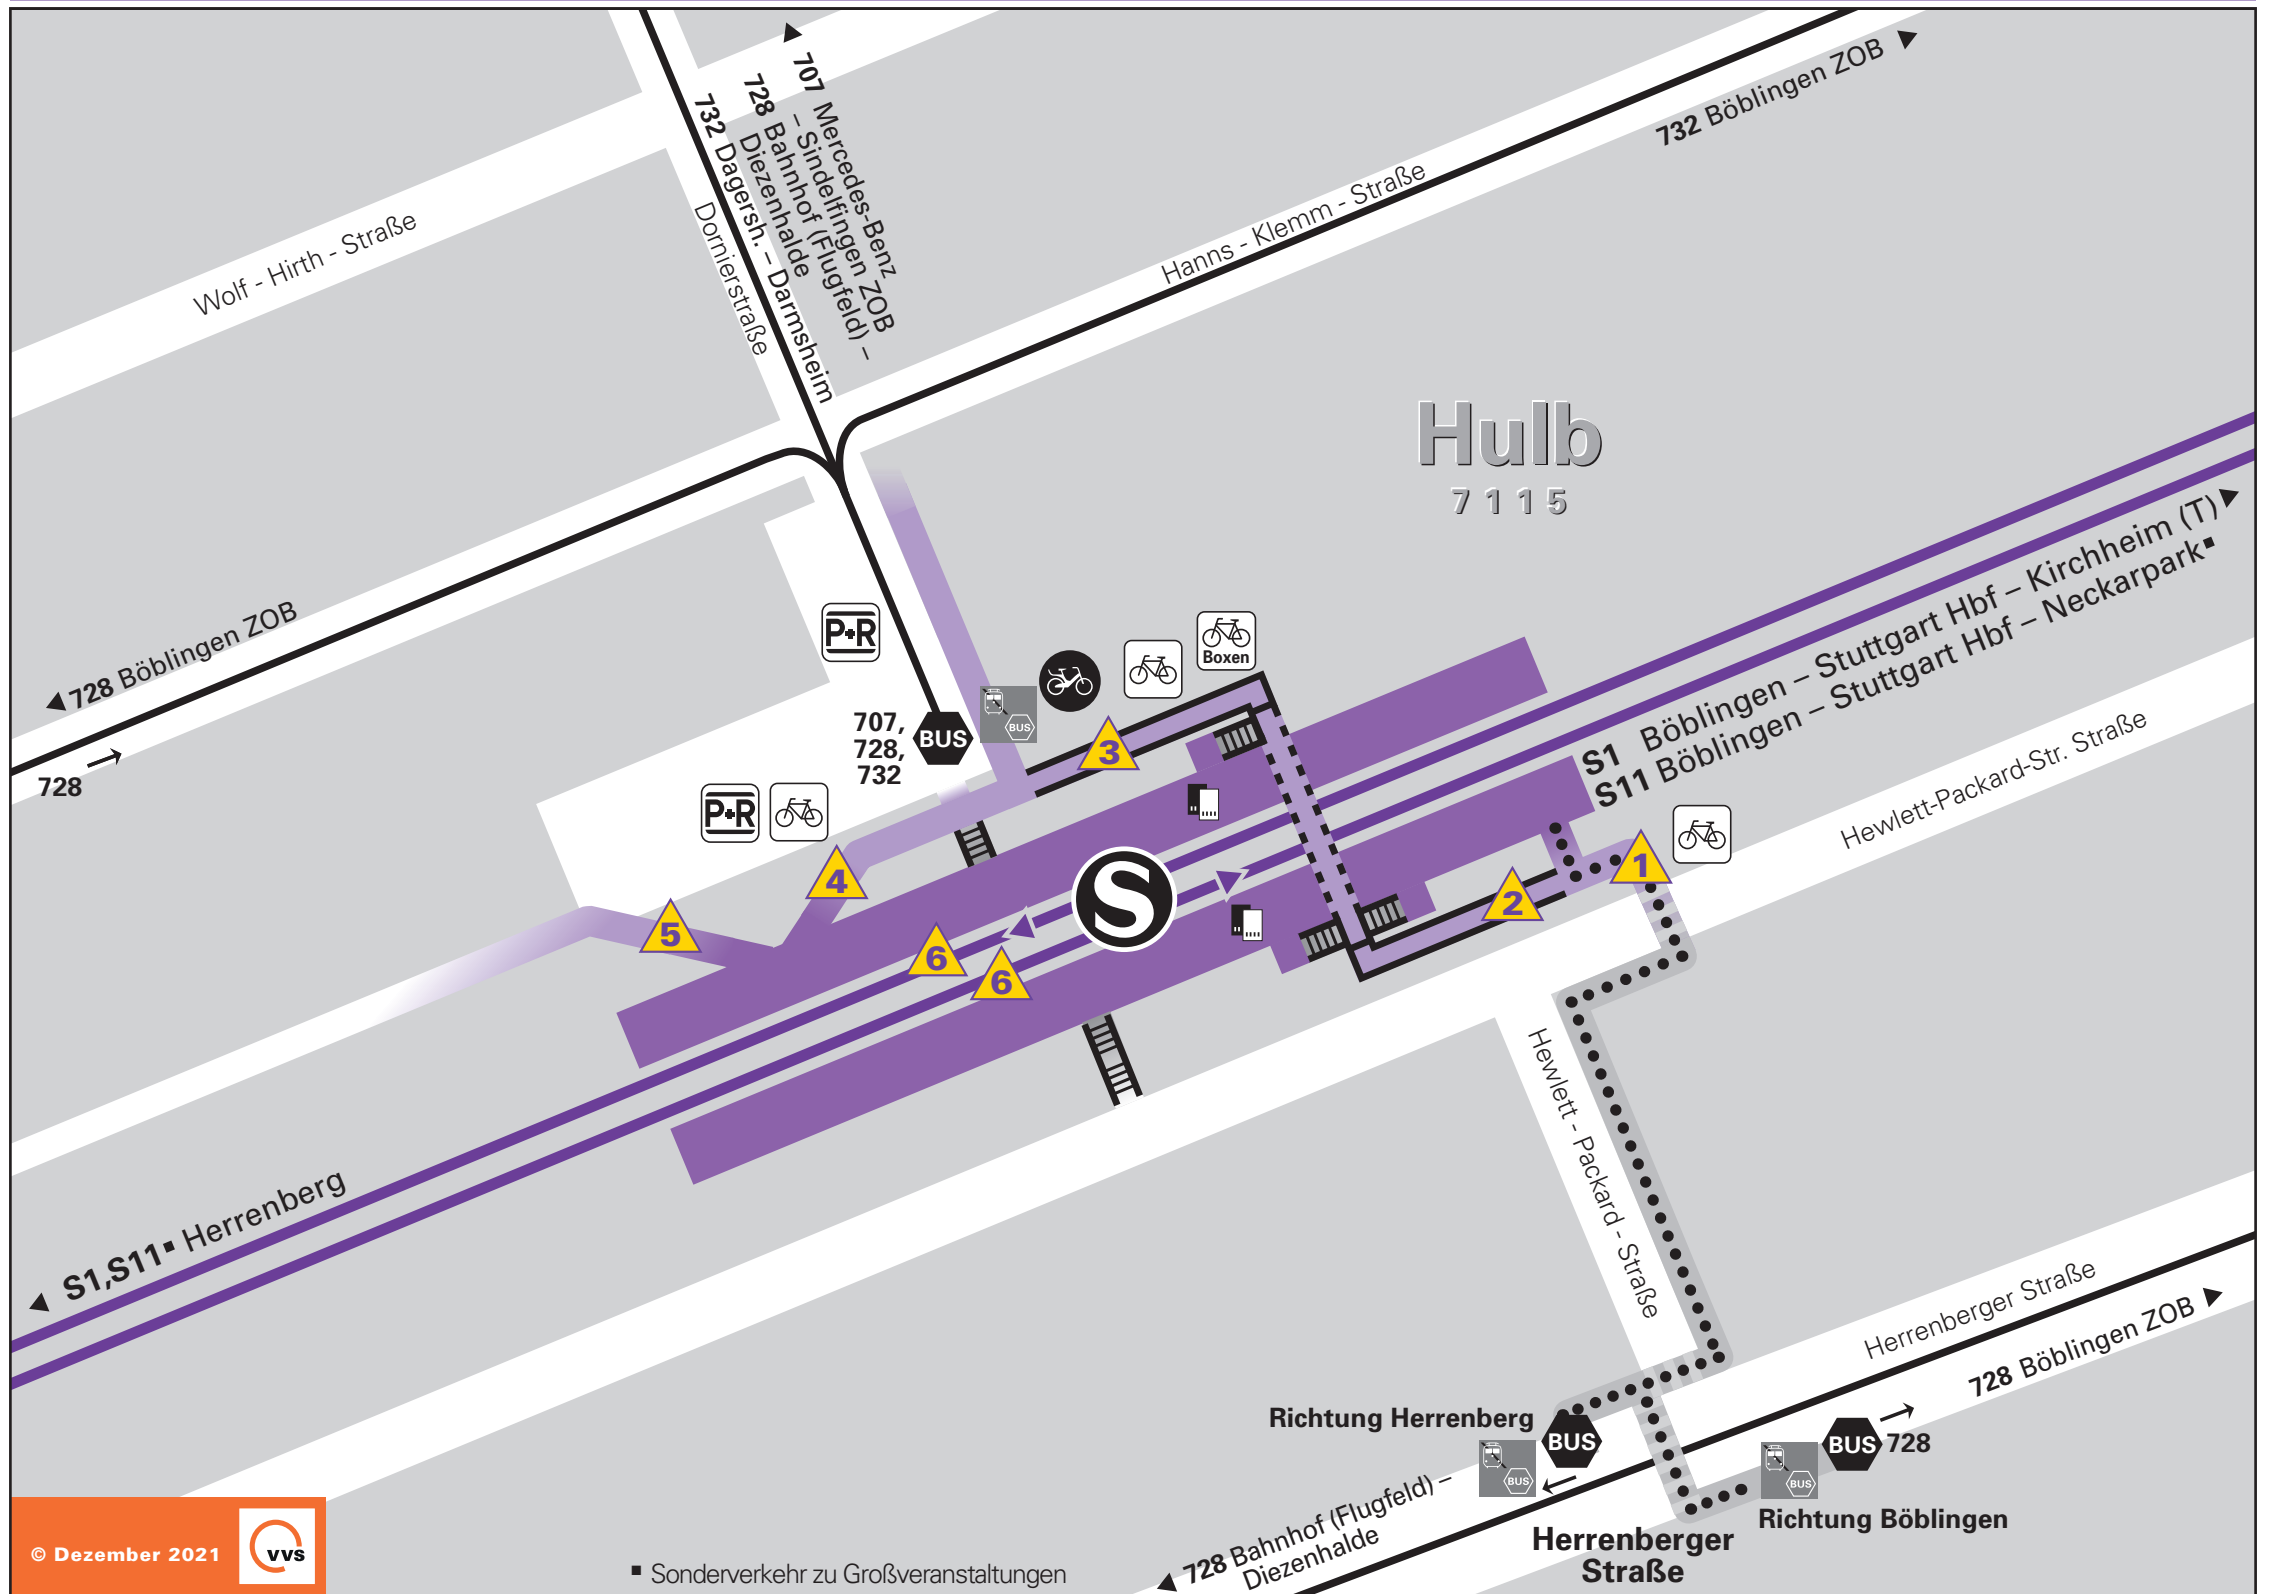 707 Mercedes-Benz
– Sindelfingen ZOB
728 Bahnhof (Flugfeld) –
Diezenhalde
732 Dagersh. – Darmsheim
Dornierstraße
732 Böblingen ZOB
Hanns - Klemm - Straße
Wolf - Hirth - Straße
Hulb
7115
728 Böblingen ZOB
728
P+R
Boxen
707,
728,
732
BUS
BUS
P+R
3
4
5
6
6
S
2
1
S1 Böblingen – Stuttgart Hbf – Kirchheim (T)
S11 Böblingen – Stuttgart Hbf – Neckarpark▪
Hewlett-Packard-Str. Straße
Hewlett - Packard - Straße
S1,S11▪ Herrenberg
Herrenberger Straße
728 Böblingen ZOB
Richtung Herrenberg
BUS
BUS
BUS
BUS
728
Richtung Böblingen
728 Bahnhof (Flugfeld) –
Diezenhalde
Herrenberger
Straße
© Dezember 2021
vvs
▪ Sonderverkehr zu Großveranstaltungen